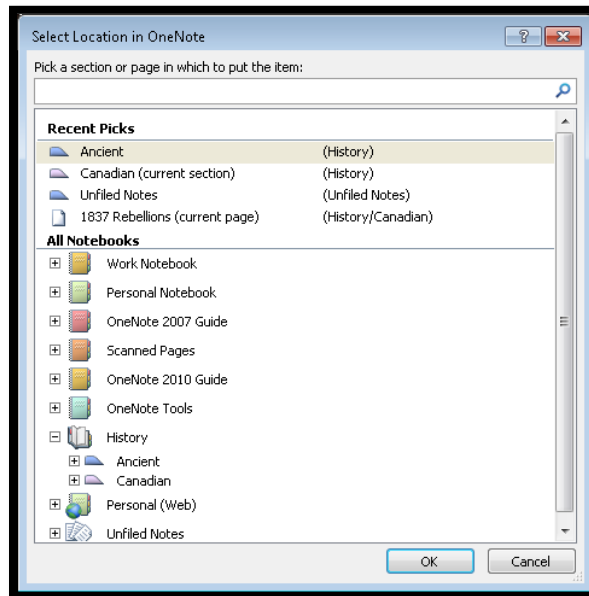 Select Location in OneNote
Pick a section or page in which to put the item:
Recent Picks
Ancient (History)
Canadian (current section) (History)
Unfiled Notes (Unfiled Notes)
1837 Rebellions (current page) (History/Canadian)
All Notebooks
Work Notebook
Personal Notebook
OneNote 2007 Guide
Scanned Pages
OneNote 2010 Guide
OneNote Tools
History
Ancient
Canadian
Personal (Web)
Unfiled Notes
OK Cancel